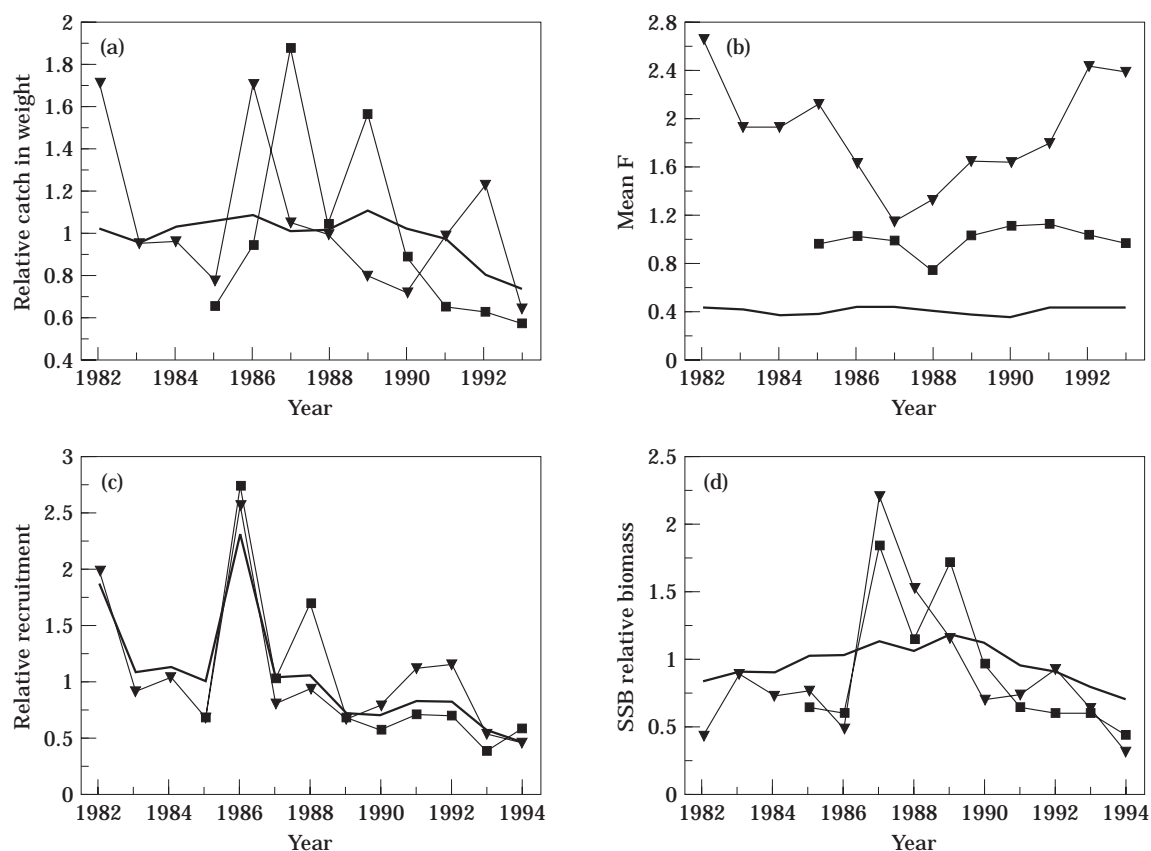 (a)
Relative catch in weight
2
1.8
1.6
1.4
1.2
1
0.8
0.6
0.4
1982 1984 1986 1988 1990 1992
Year
(b)
Mean F
2.8
2.4
2
1.6
1.2
0.8
0.4
0
1982 1984 1986 1988 1990 1992
Year
(c)
Relative recruitment
3
2.5
2
1.5
1
0.5
0
1982 1984 1986 1988 1990 1992 1994
Year
(d)
SSB relative biomass
2.5
2
1.5
1
0.5
0
1982 1984 1986 1988 1990 1992 1994
Year